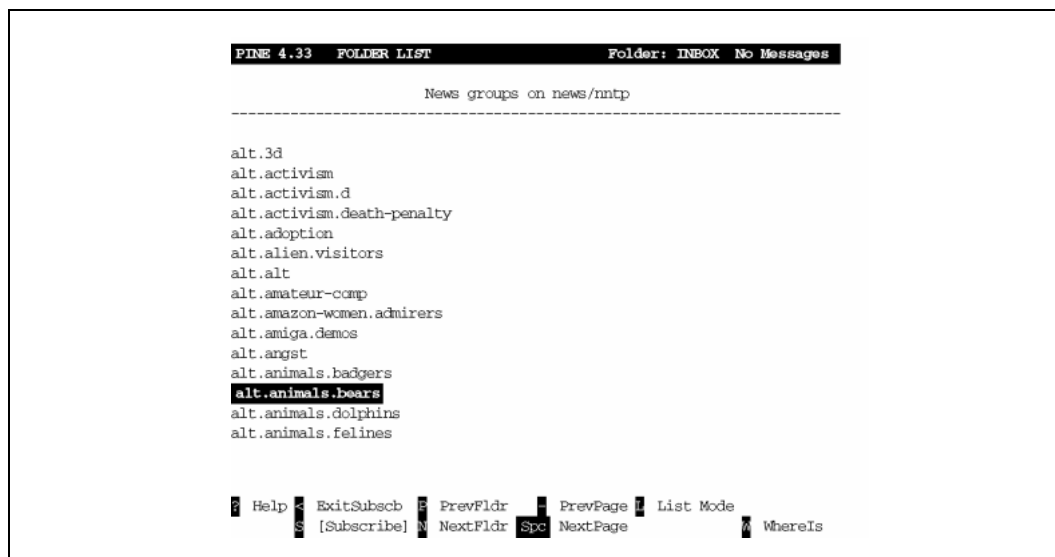 PINE 4.33 FOLDER LIST Folder: INBOX No Messages
News groups on news/nntp
------------------------------------------------------------------------
alt.3d
alt.activism
alt.activism.d
alt.activism.death-penalty
alt.adoption
alt.alien.visitors
alt.alt
alt.amateur-comp
alt.amazon-women.admirers
alt.amiga.demos
alt.angst
alt.animals.badgers
alt.animals.bears
alt.animals.dolphins
alt.animals.felines
? Help < ExitSubscb P PrevFldr - PrevPage L List Mode
S [Subscribe] N NextFldr Spc NextPage W WhereIs